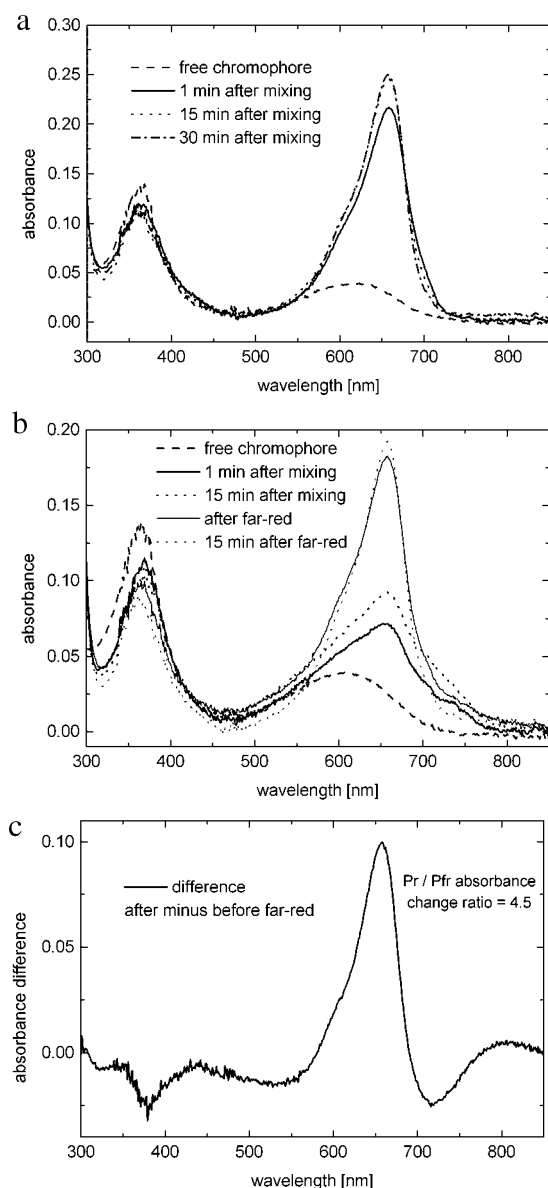 a
0.30
0.25
0.20
0.15
0.10
0.05
0.00
absorbance
free chromophore
1 min after mixing
15 min after mixing
30 min after mixing
300 400 500 600 700 800
wavelength [nm]
b
0.20
0.15
0.10
0.05
0.00
absorbance
free chromophore
1 min after mixing
15 min after mixing
after far-red
15 min after far-red
300 400 500 600 700 800
wavelength [nm]
c
0.10
0.05
0.00
absorbance difference
difference
after minus before far-red
Pr / Pfr absorbance
change ratio = 4.5
300 400 500 600 700 800
wavelength [nm]